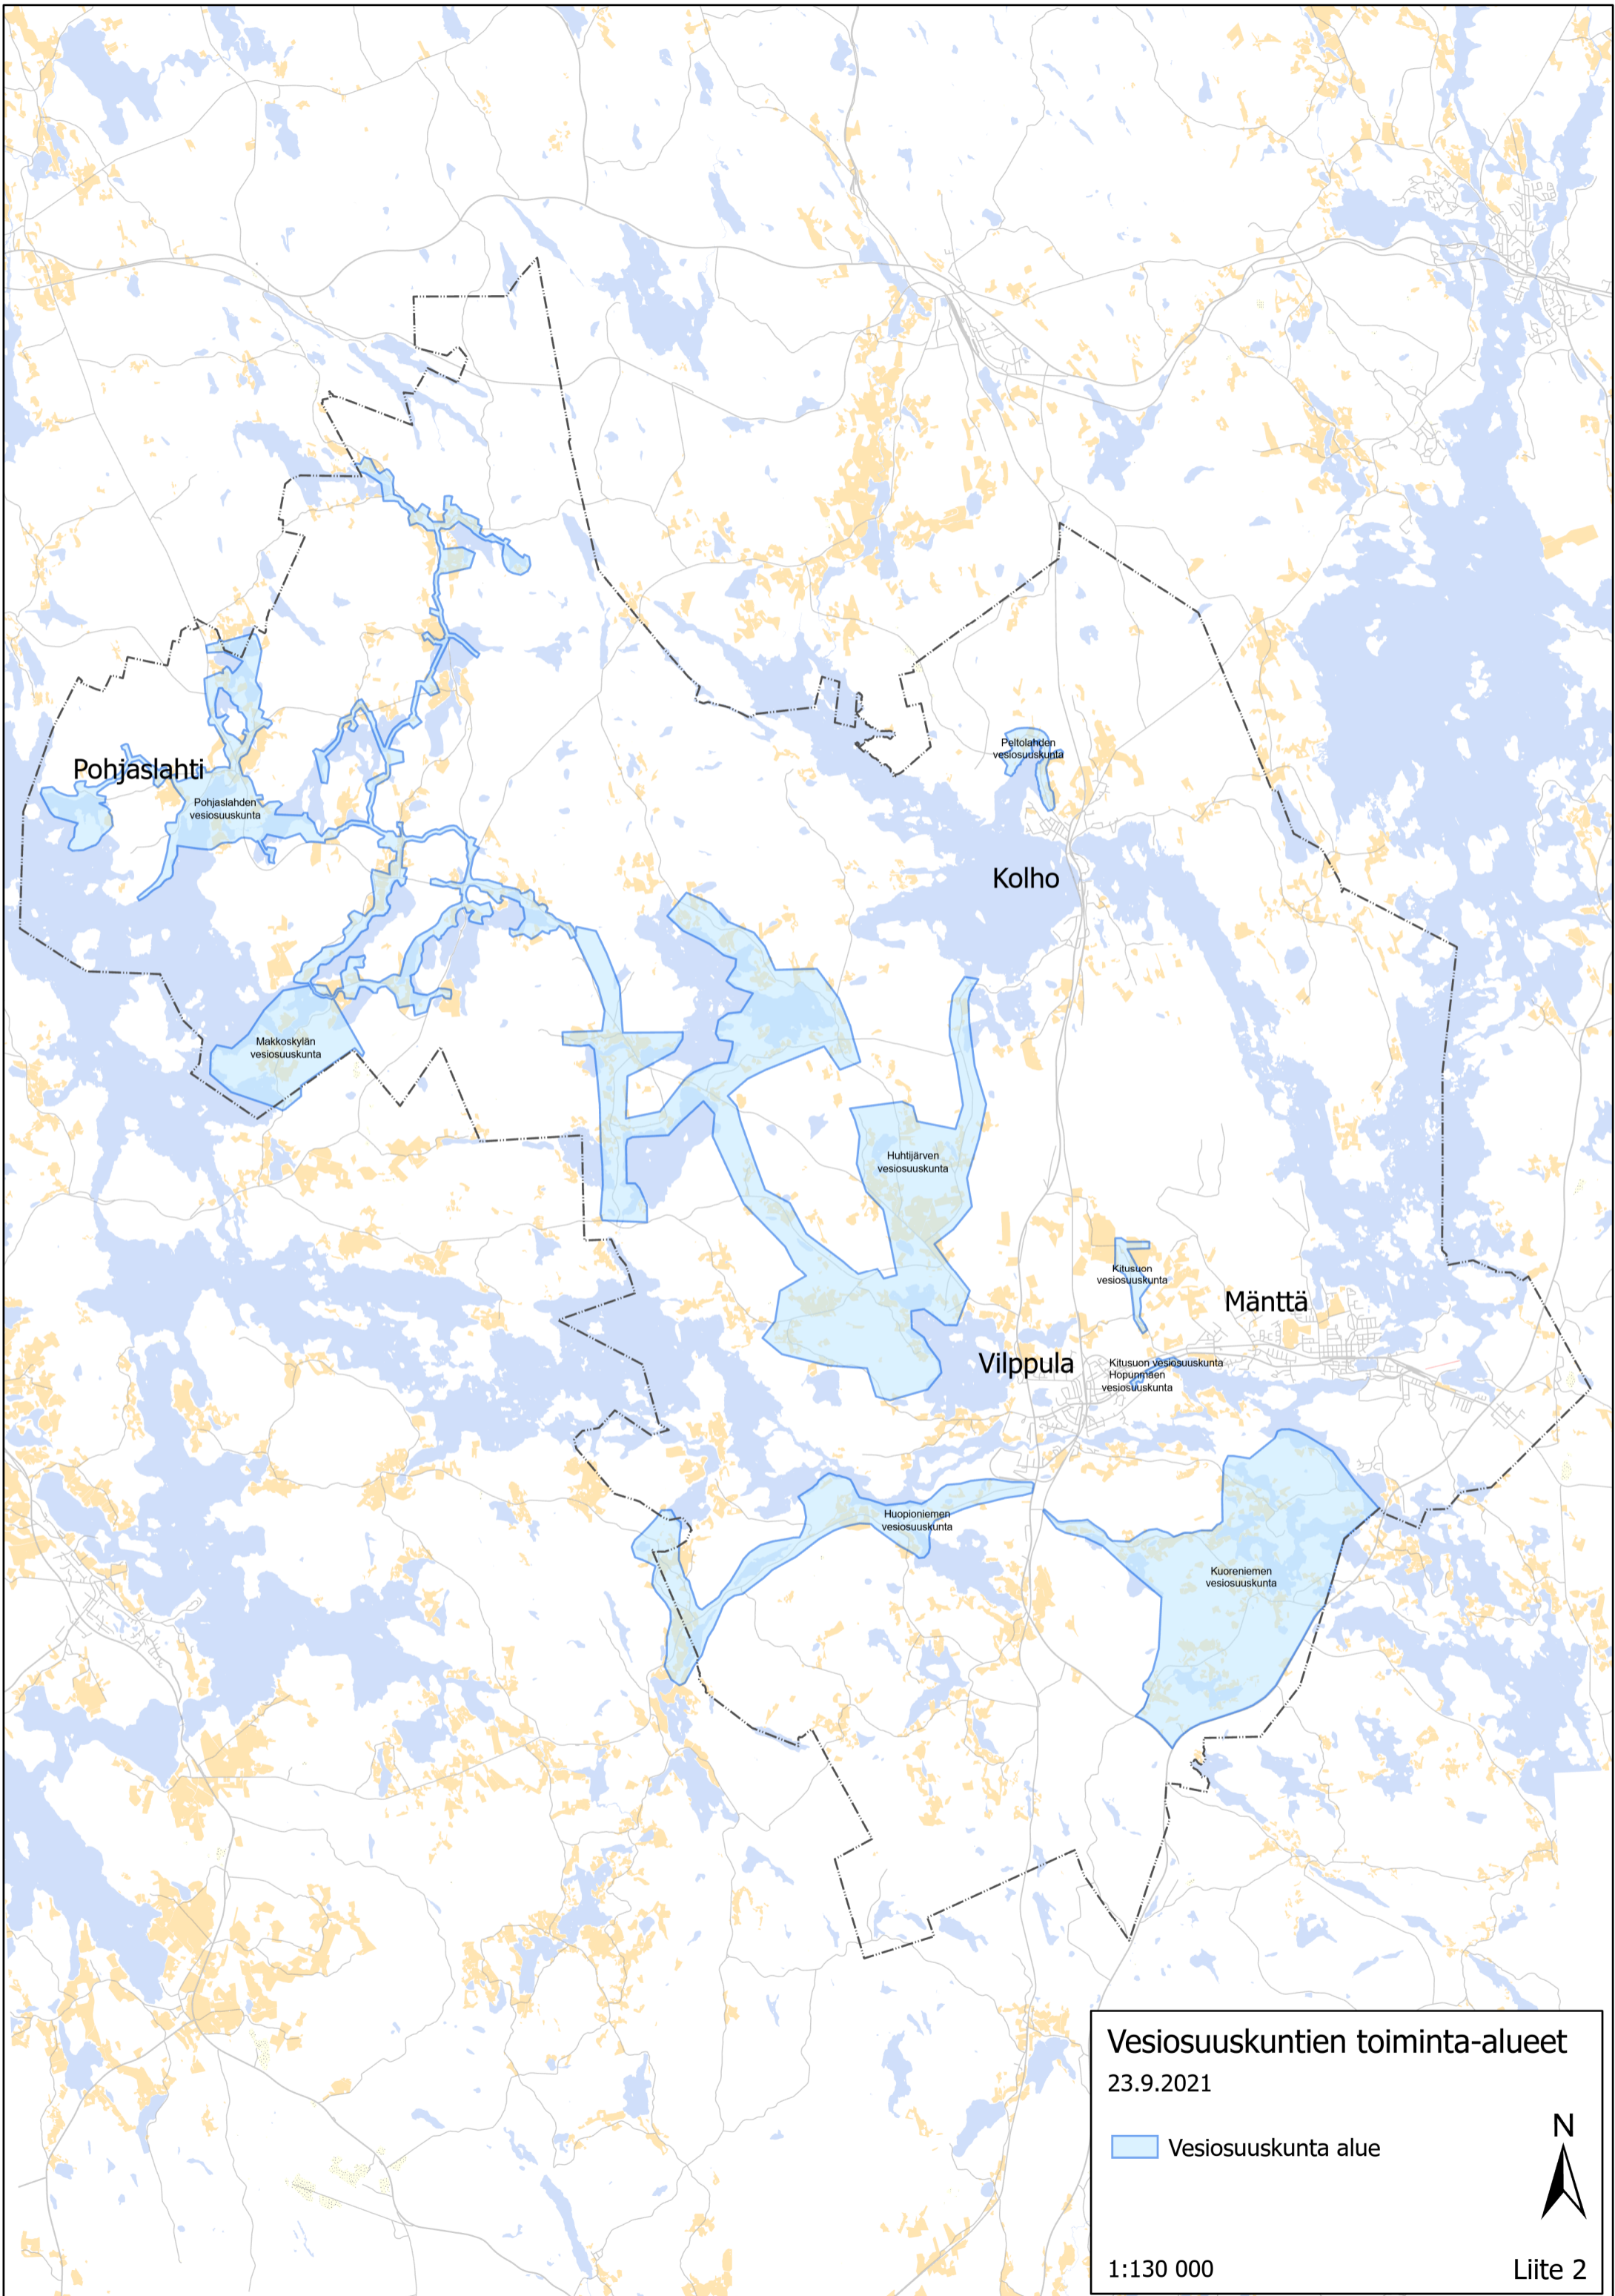 Peltolahden
vesiosuuskunta
Pohjaslahti
Pohjaslahden
vesiosuuskunta
Kolho
Makkoskylän
vesiosuuskunta
Huhtijärven
vesiosuuskunta
Kitusuon
vesiosuuskunta
Mänttä
Vilppula
Kitusuon vesiosuuskunta
Hopunmäen
vesiosuuskunta
Huopioniemen
vesiosuuskunta
Kuoreniemen
vesiosuuskunta
Vesiosuuskuntien toiminta-alueet
23.9.2021
N
Vesiosuuskunta alue
1:130 000
Liite 2